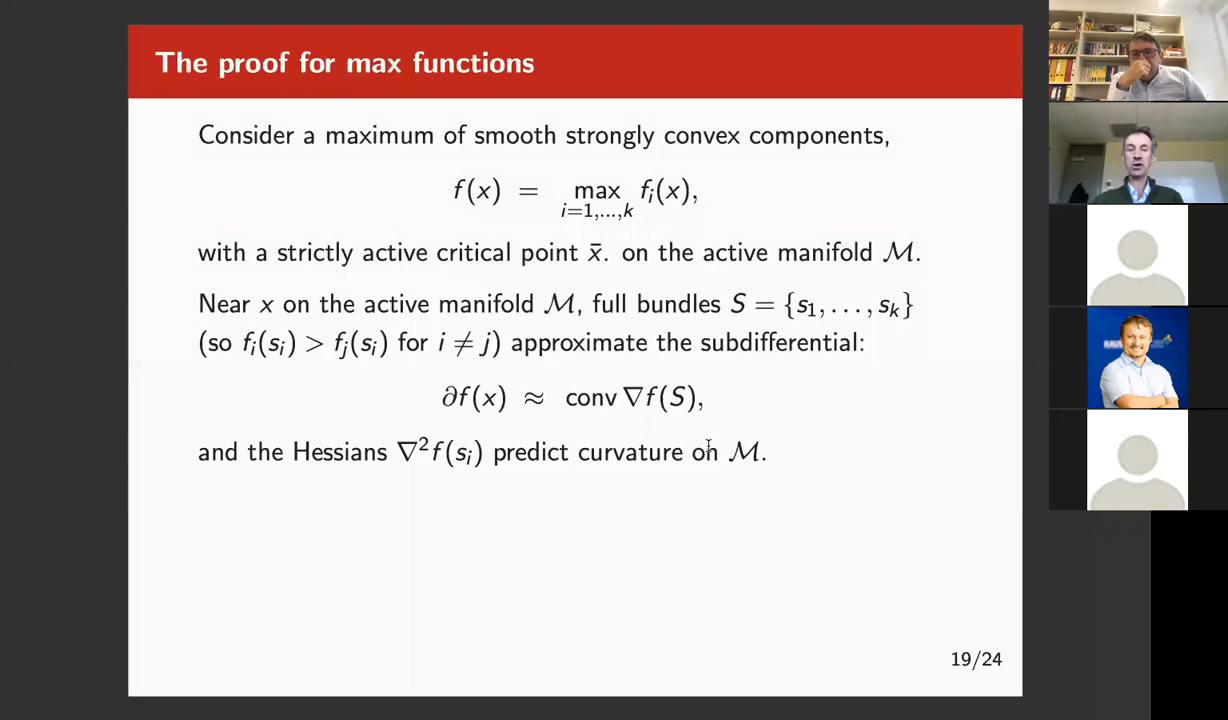 The proof for max functions
Consider a maximum of smooth strongly convex components,
f(x) = max f_i(x),
i=1,...,k
with a strictly active critical point x̄. on the active manifold ℳ.
Near x on the active manifold ℳ, full bundles S = {s₁, . . . , s_k}
(so f_i(s_i) > f_j(s_i) for i ≠ j) approximate the subdifferential:
∂f(x) ≈ conv ∇f(S),
and the Hessians ∇²f(s_i) predict curvature on ℳ.
19/24